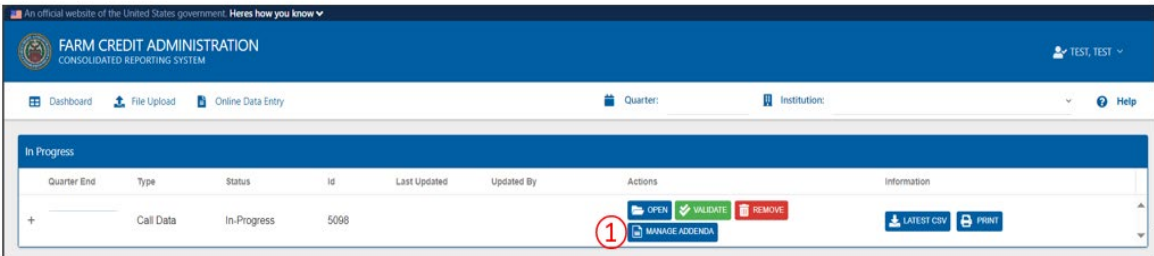 An official website of the United States government. Heres how you know
FARM CREDIT ADMINISTRATION
CONSOLIDATED REPORTING SYSTEM
TEST, TEST
Dashboard File Upload Online Data Entry Quarter: Institution: Help
In Progress
Quarter End Type Status Id Last Updated Updated By Actions Information
+ Call Data In-Progress 5098 OPEN VALIDATE REMOVE LATEST CSV PRINT
1 MANAGE ADDENDA